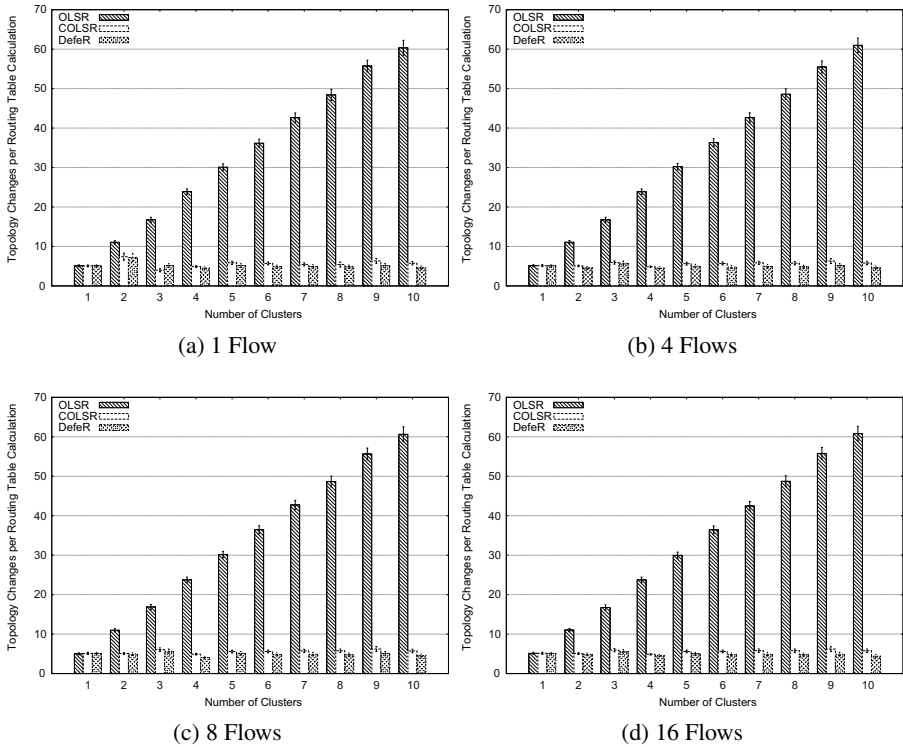 70
60
50
40
30
20
10
0
Topology Changes per Routing Table Calculation
OLSR
COLSR
DefeR
1 2 3 4 5 6 7 8 9 10
Number of Clusters
(a) 1 Flow
70
60
50
40
30
20
10
0
Topology Changes per Routing Table Calculation
OLSR
COLSR
DefeR
1 2 3 4 5 6 7 8 9 10
Number of Clusters
(b) 4 Flows
70
60
50
40
30
20
10
0
Topology Changes per Routing Table Calculation
OLSR
COLSR
DefeR
1 2 3 4 5 6 7 8 9 10
Number of Clusters
(c) 8 Flows
70
60
50
40
30
20
10
0
Topology Changes per Routing Table Calculation
OLSR
COLSR
DefeR
1 2 3 4 5 6 7 8 9 10
Number of Clusters
(d) 16 Flows